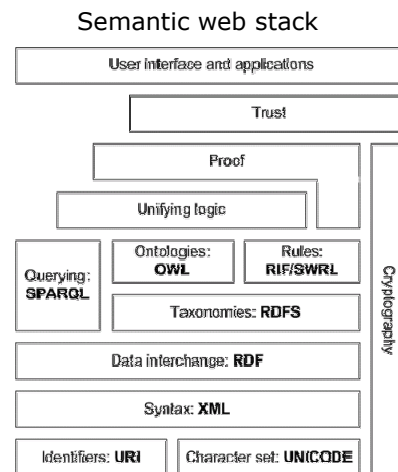 Semantic web stack
User interface and applications
Trust
Proof
Unifying logic
Querying:
SPARQL
Ontologies:
OWL
Rules:
RIF/SWRL
Taxonomies: RDFS
Cryptography
Data interchange: RDF
Syntax: XML
Identifiers: URI
Character set: UNICODE